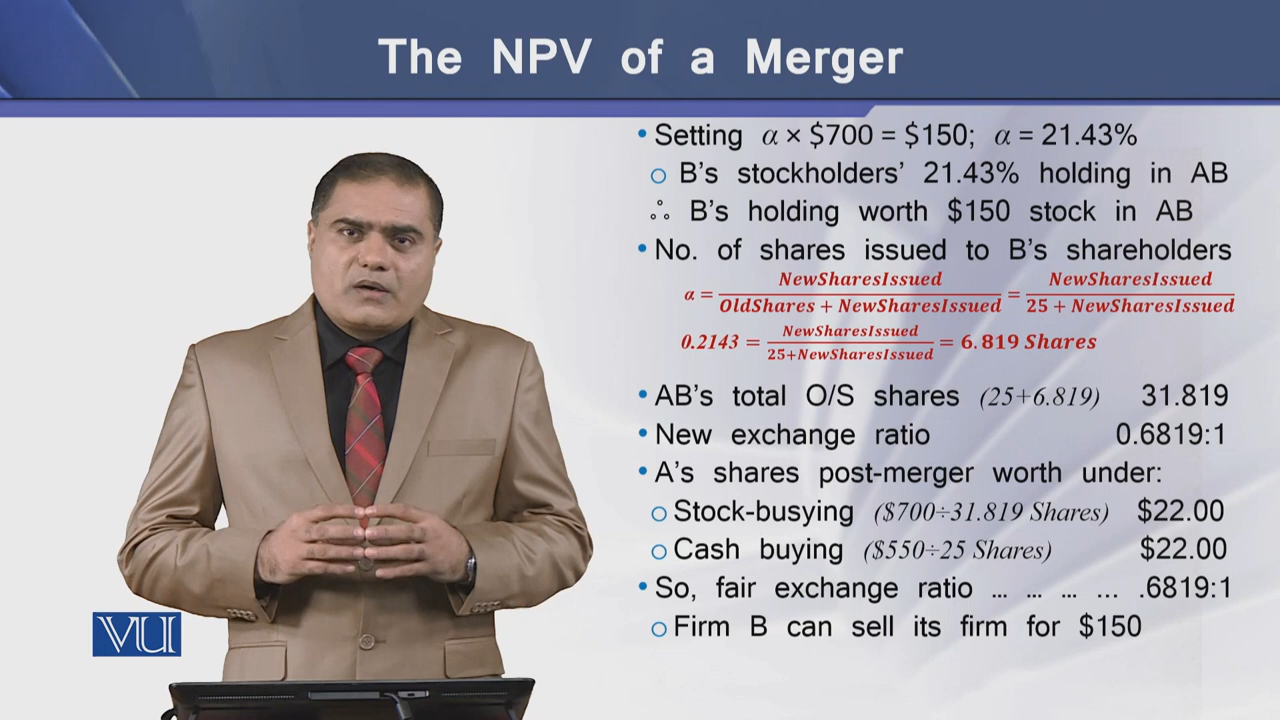 The NPV of a Merger
• Setting α × $700 = $150; α = 21.43%
o B's stockholders' 21.43% holding in AB
∴ B's holding worth $150 stock in AB
• No. of shares issued to B's shareholders
α = NewSharesIssued / OldShares + NewSharesIssued = NewSharesIssued / 25 + NewSharesIssued
0.2143 = NewSharesIssued / 25+NewSharesIssued = 6.819 Shares
• AB's total O/S shares (25+6.819) 31.819
• New exchange ratio 0.6819:1
• A's shares post-merger worth under:
o Stock-busying ($700÷31.819 Shares) $22.00
o Cash buying ($550÷25 Shares) $22.00
• So, fair exchange ratio ... ... ... ... .6819:1
o Firm B can sell its firm for $150
VU